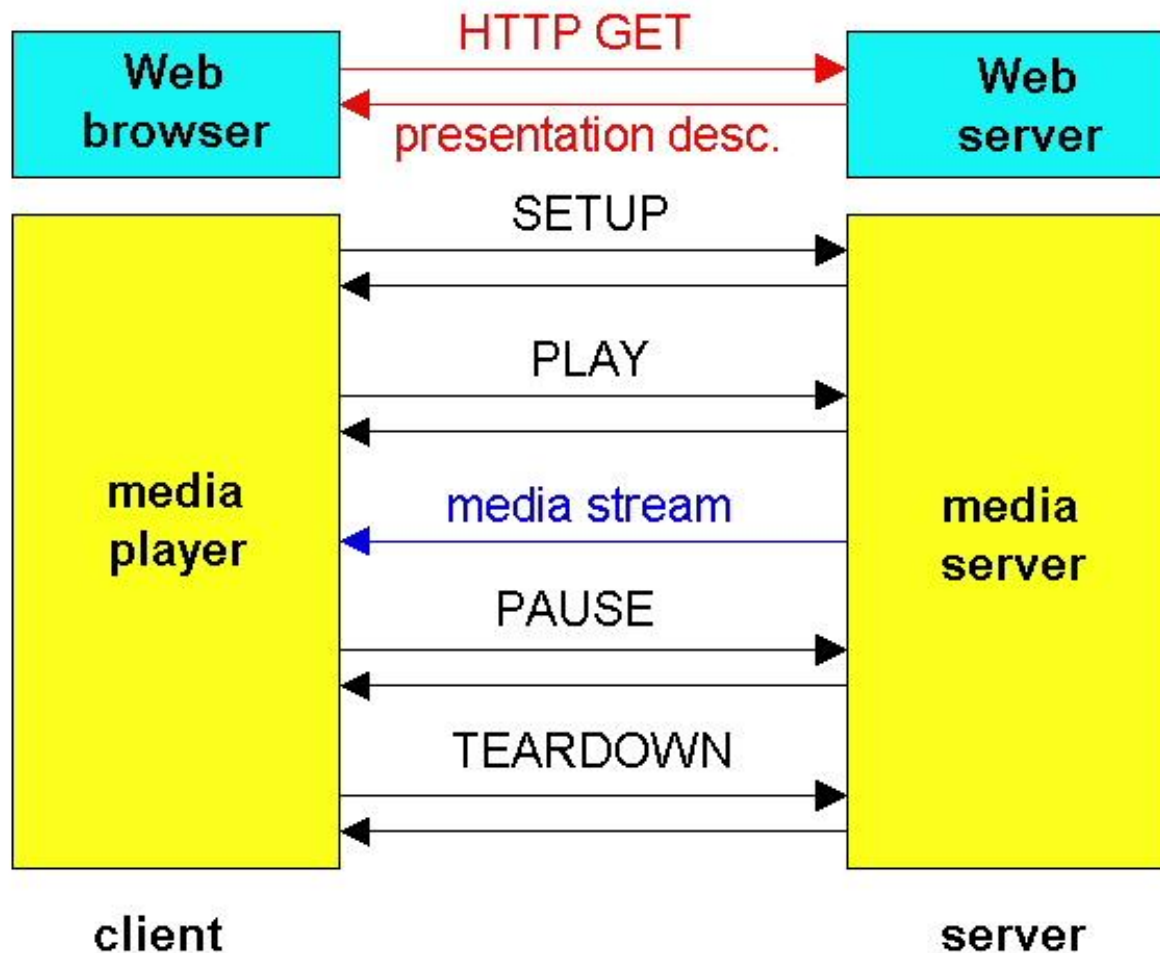 HTTP GET
Web
browser
Web
server
presentation desc.
SETUP
PLAY
media
player
media stream
media
server
PAUSE
TEARDOWN
client
server